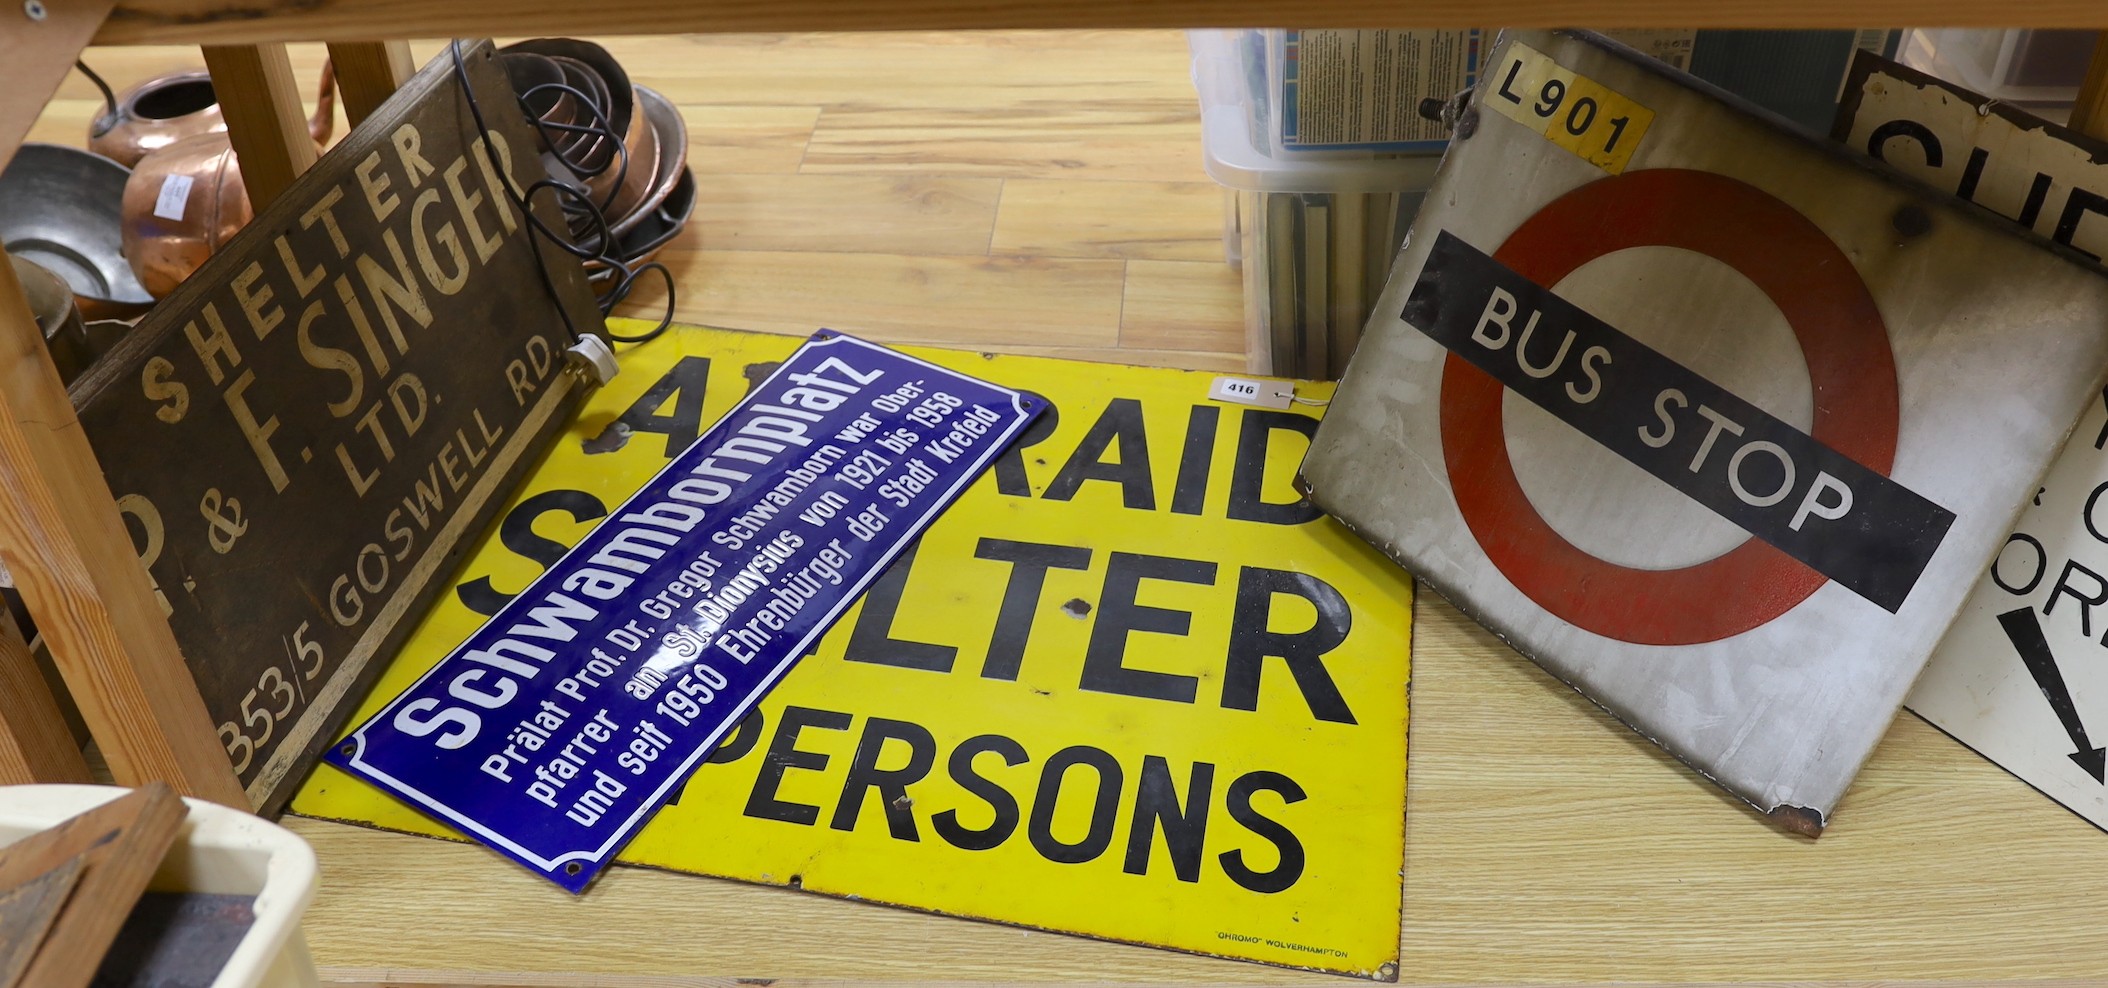 SHELTER
& F. SINGER
LTD.
353/5 GOSWELL RD.
RAID
LTER
PERSONS
"CHROMO" WOLVERHAMPTON
416
Schwambornplatz
Prälat Prof. Dr. Gregor Schwamborn war Ober-
pfarrer am St. Dionysius von 1921 bis 1958
und seit 1950 Ehrenbürger der Stadt Krefeld
L901
BUS STOP